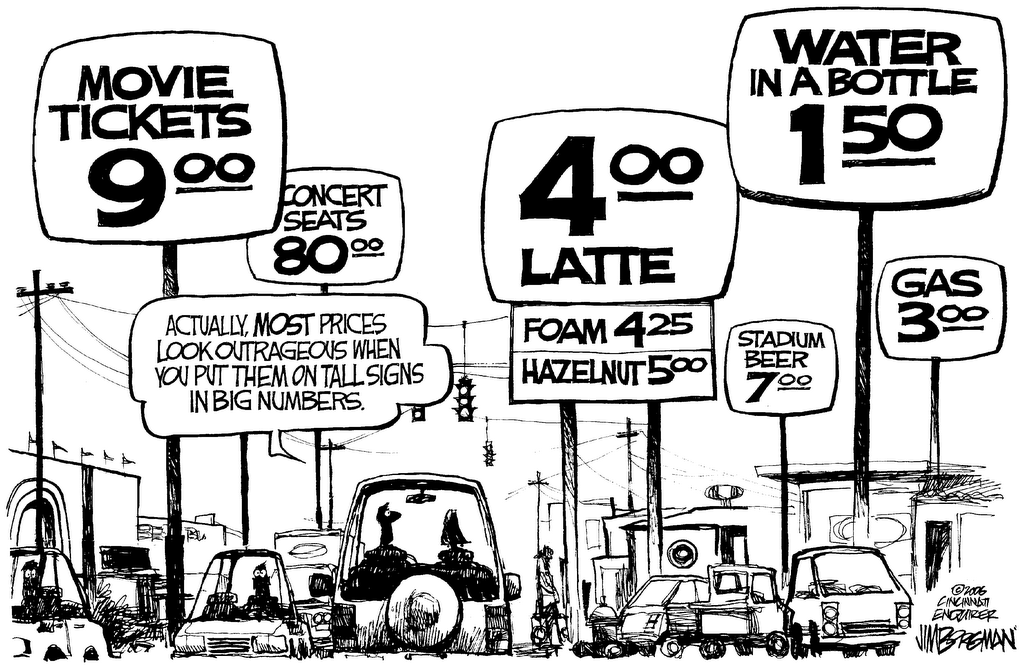 MOVIE
TICKETS
9.00
CONCERT
SEATS
80.00
ACTUALLY, MOST PRICES
LOOK OUTRAGEOUS WHEN
YOU PUT THEM ON TALL SIGNS
IN BIG NUMBERS.
4.00
LATTE
FOAM 4.25
HAZELNUT 5.00
STADIUM
BEER
7.00
WATER
IN A BOTTLE
1.50
GAS
3.00
©2005
CINCINNATI
ENQUIRER
JIM BORGMAN